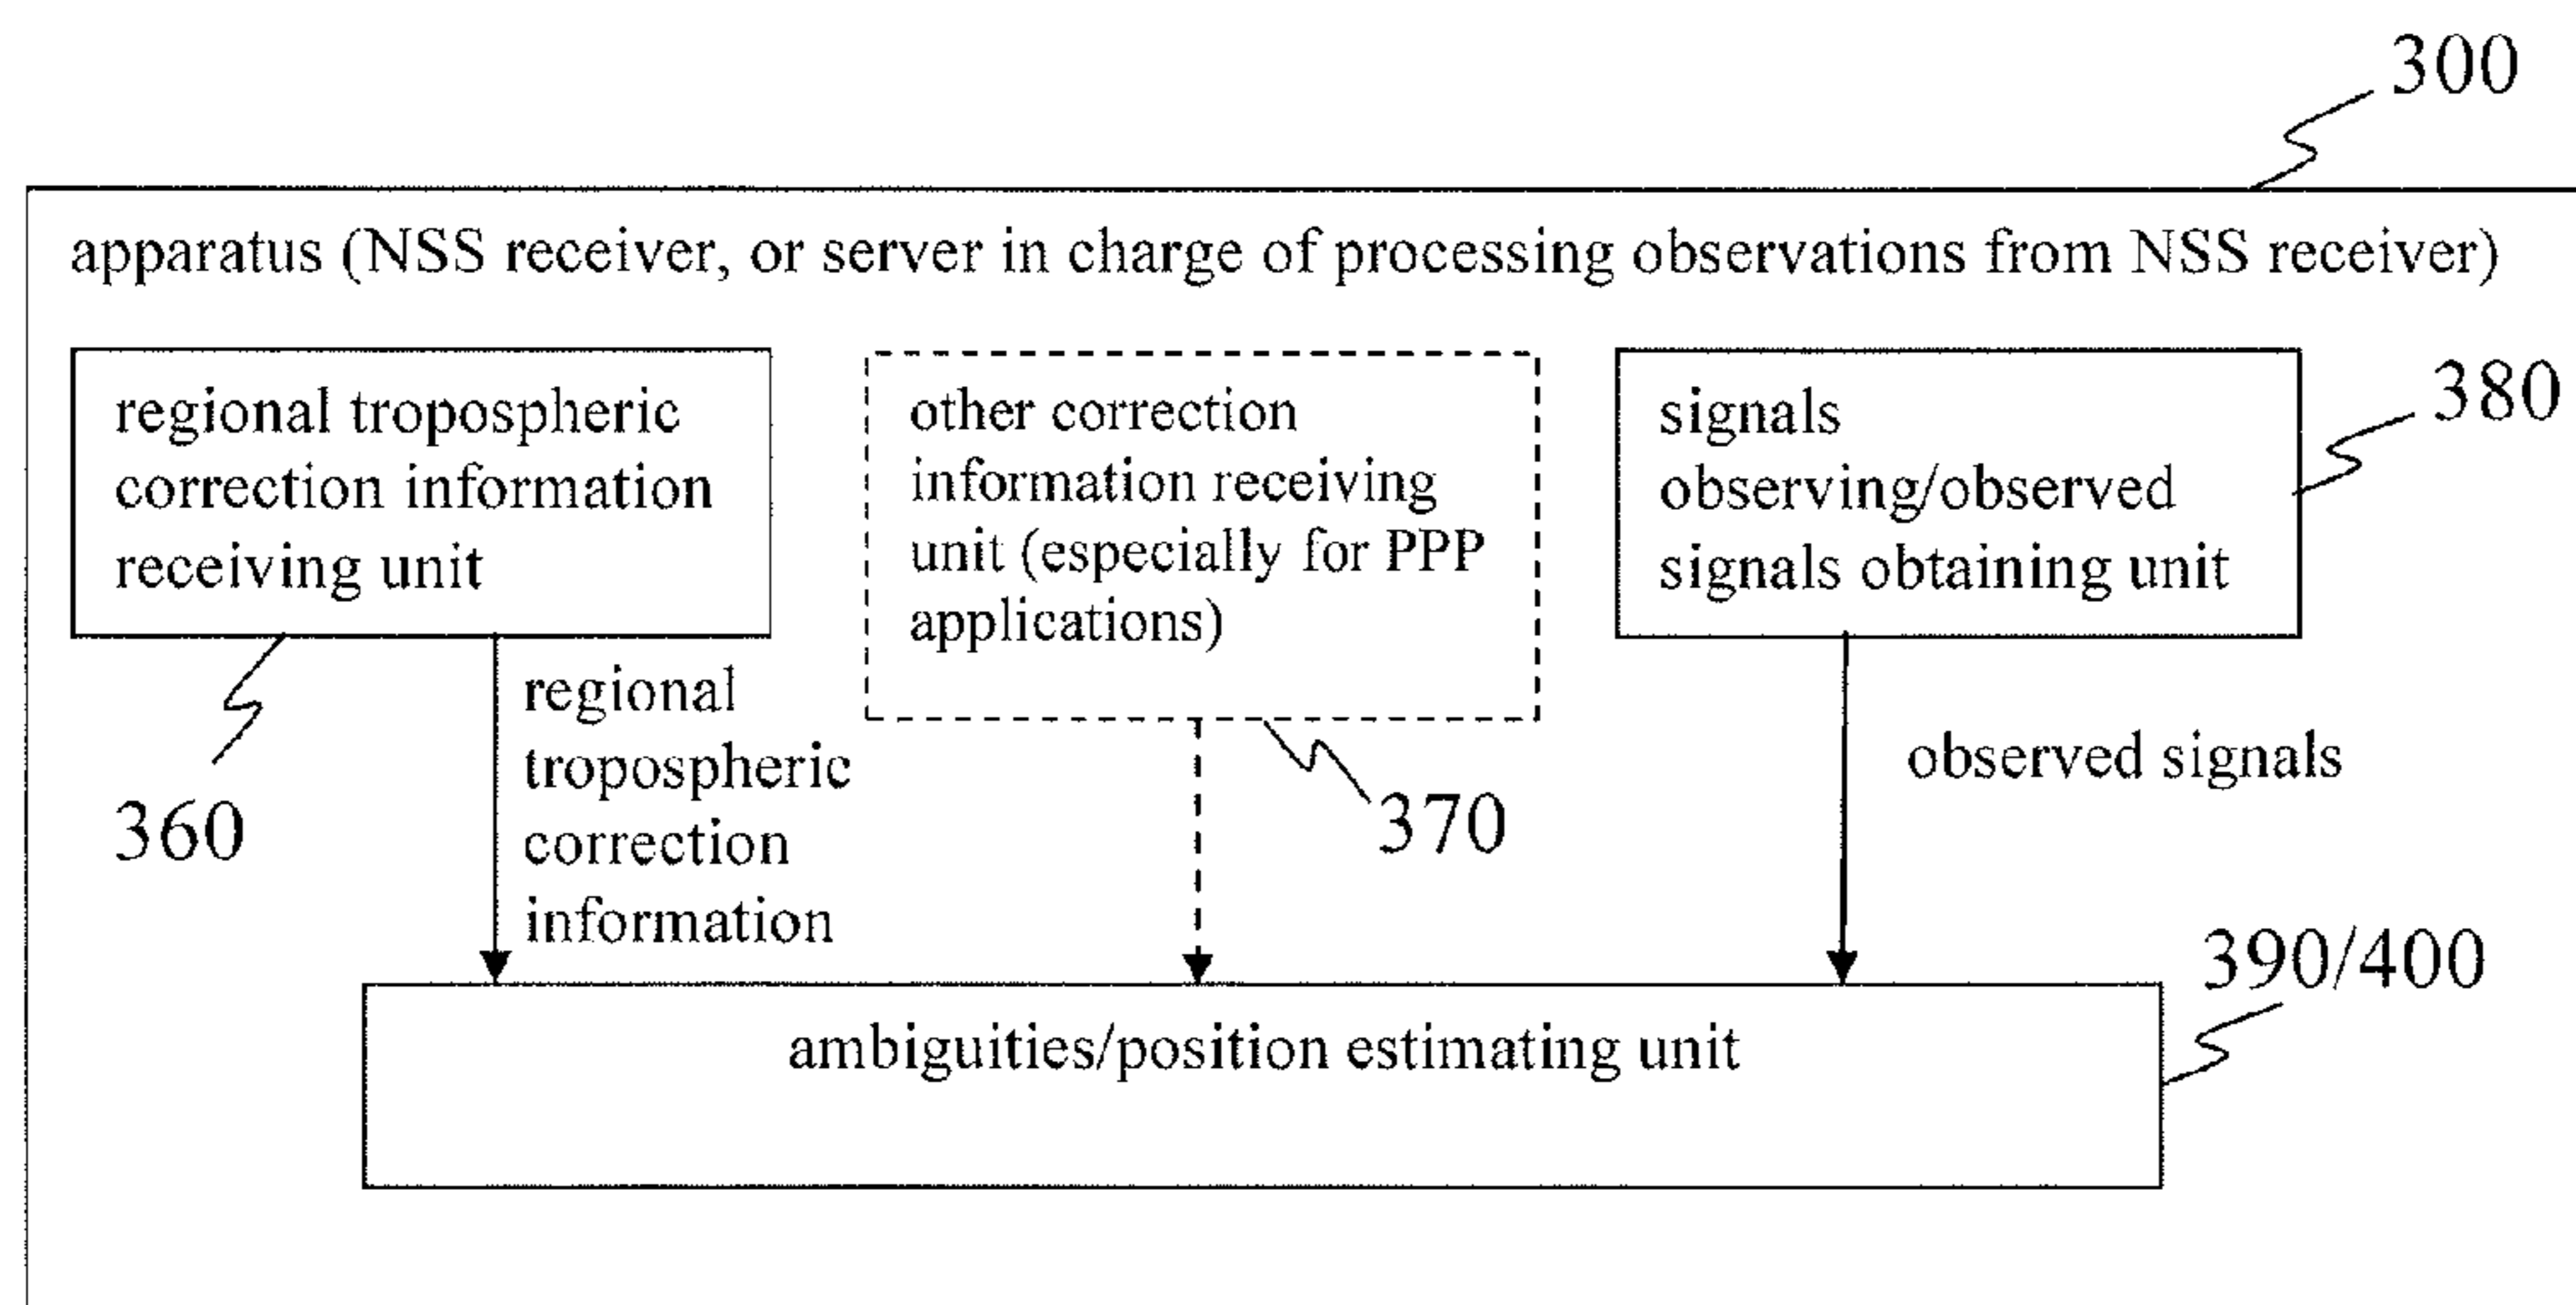 300
apparatus (NSS receiver, or server in charge of processing observations from NSS receiver)
regional tropospheric
correction information
receiving unit
other correction
information receiving
unit (especially for PPP
applications)
signals
observing/observed
signals obtaining unit
380
360
regional
tropospheric
correction
information
370
observed signals
390/400
ambiguities/position estimating unit